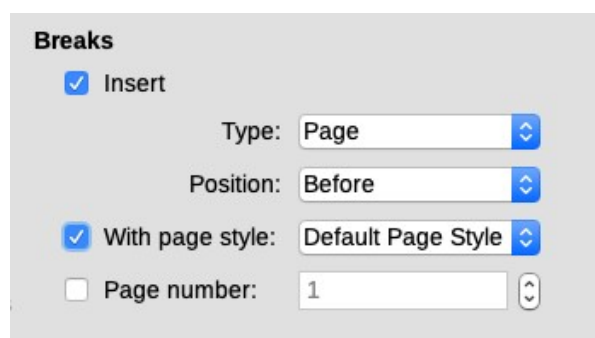 Breaks
Insert
Type: Page
Position: Before
With page style: Default Page Style
Page number: 1